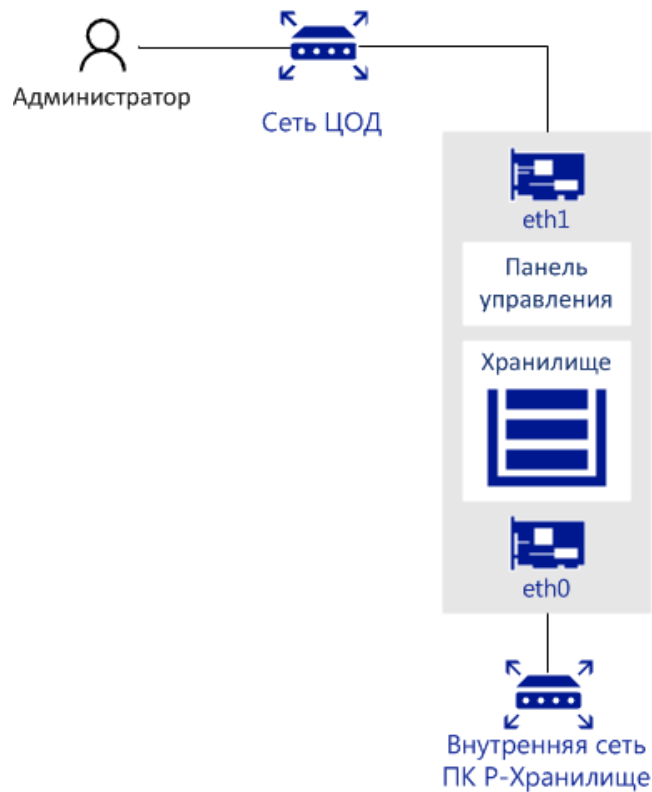 Администратор
Сеть ЦОД
eth1
Панель
управления
Хранилище
eth0
Внутренняя сеть
ПК Р-Хранилище